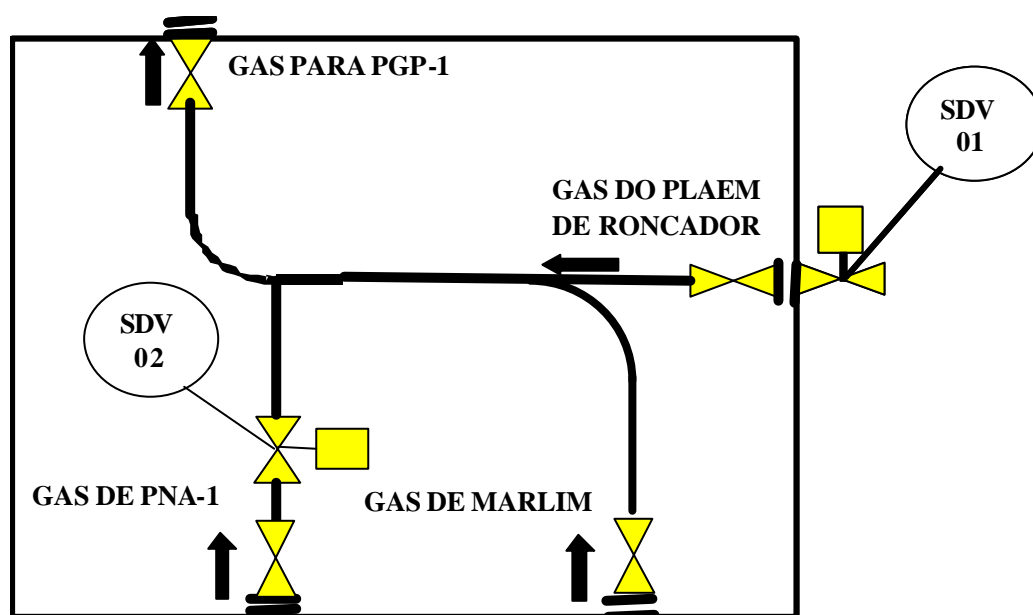 GAS PARA PGP-1
SDV
01
GAS DO PLAEM
DE RONCADOR
SDV
02
GAS DE PNA-1
GAS DE MARLIM